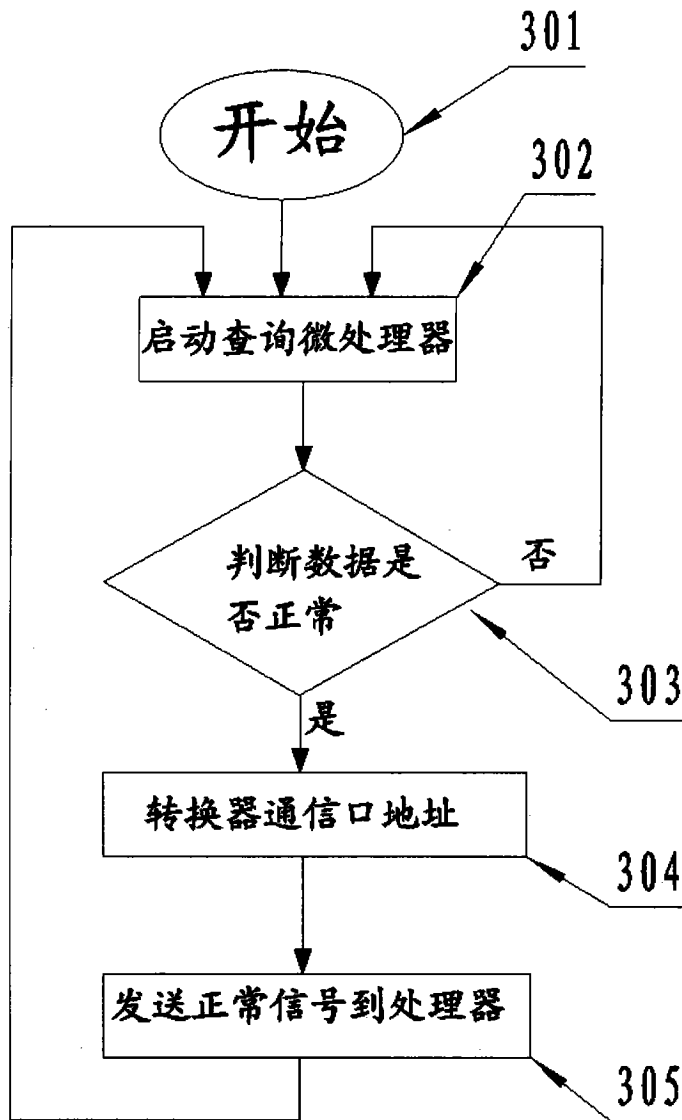 301
开始
302
启动查询微处理器
判断数据是
否正常
否
303
是
转换器通信口地址
304
发送正常信号到处理器
305